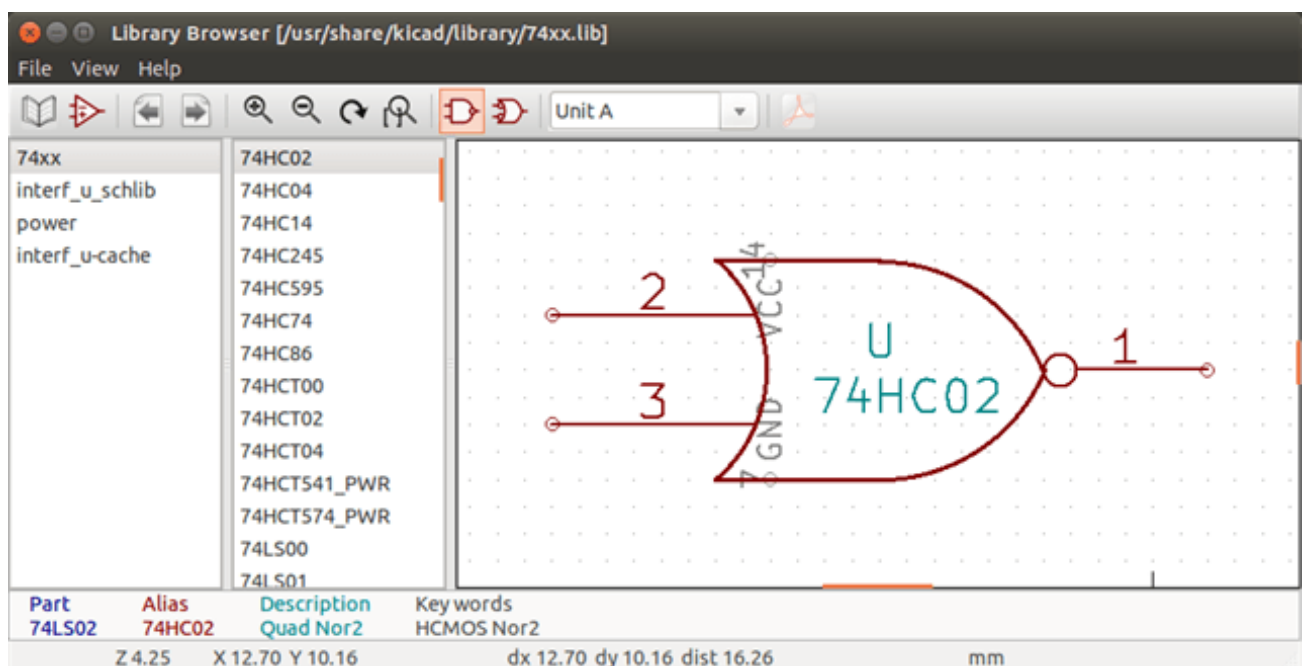 Library Browser [/usr/share/kicad/library/74xx.lib]
File View Help
Unit A
74xx
interf_u_schlib
power
interf_u-cache
74HC02
74HC04
74HC14
74HC245
74HC595
74HC74
74HC86
74HCT00
74HCT02
74HCT04
74HCT541_PWR
74HCT574_PWR
74LS00
74LS01
14
VCC
2
3
GND
7
U
74HC02
1
Part Alias Description Key words
74LS02 74HC02 Quad Nor2 HCMOS Nor2
Z 4.25 X 12.70 Y 10.16 dx 12.70 dy 10.16 dist 16.26 mm